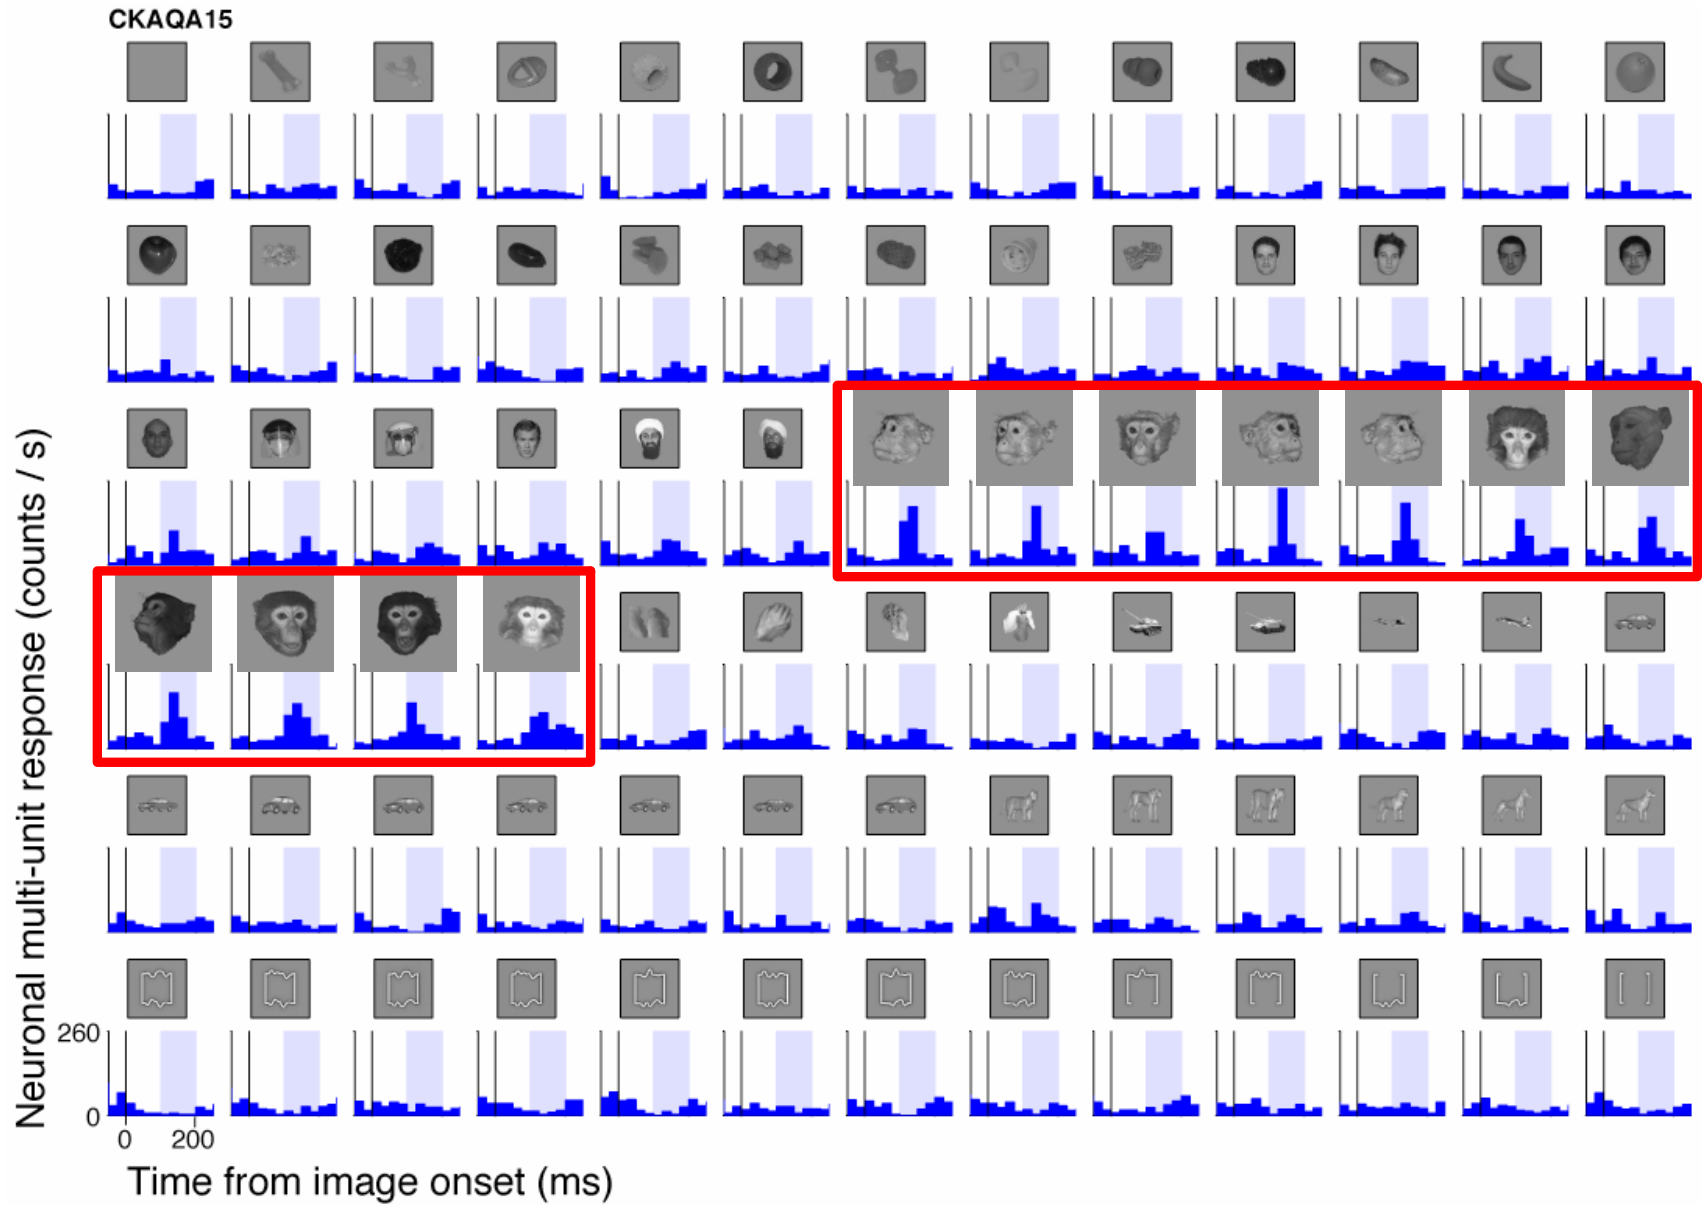 CKAQA15
Neuronal multi-unit response (counts / s)
260
0
0 200
Time from image onset (ms)